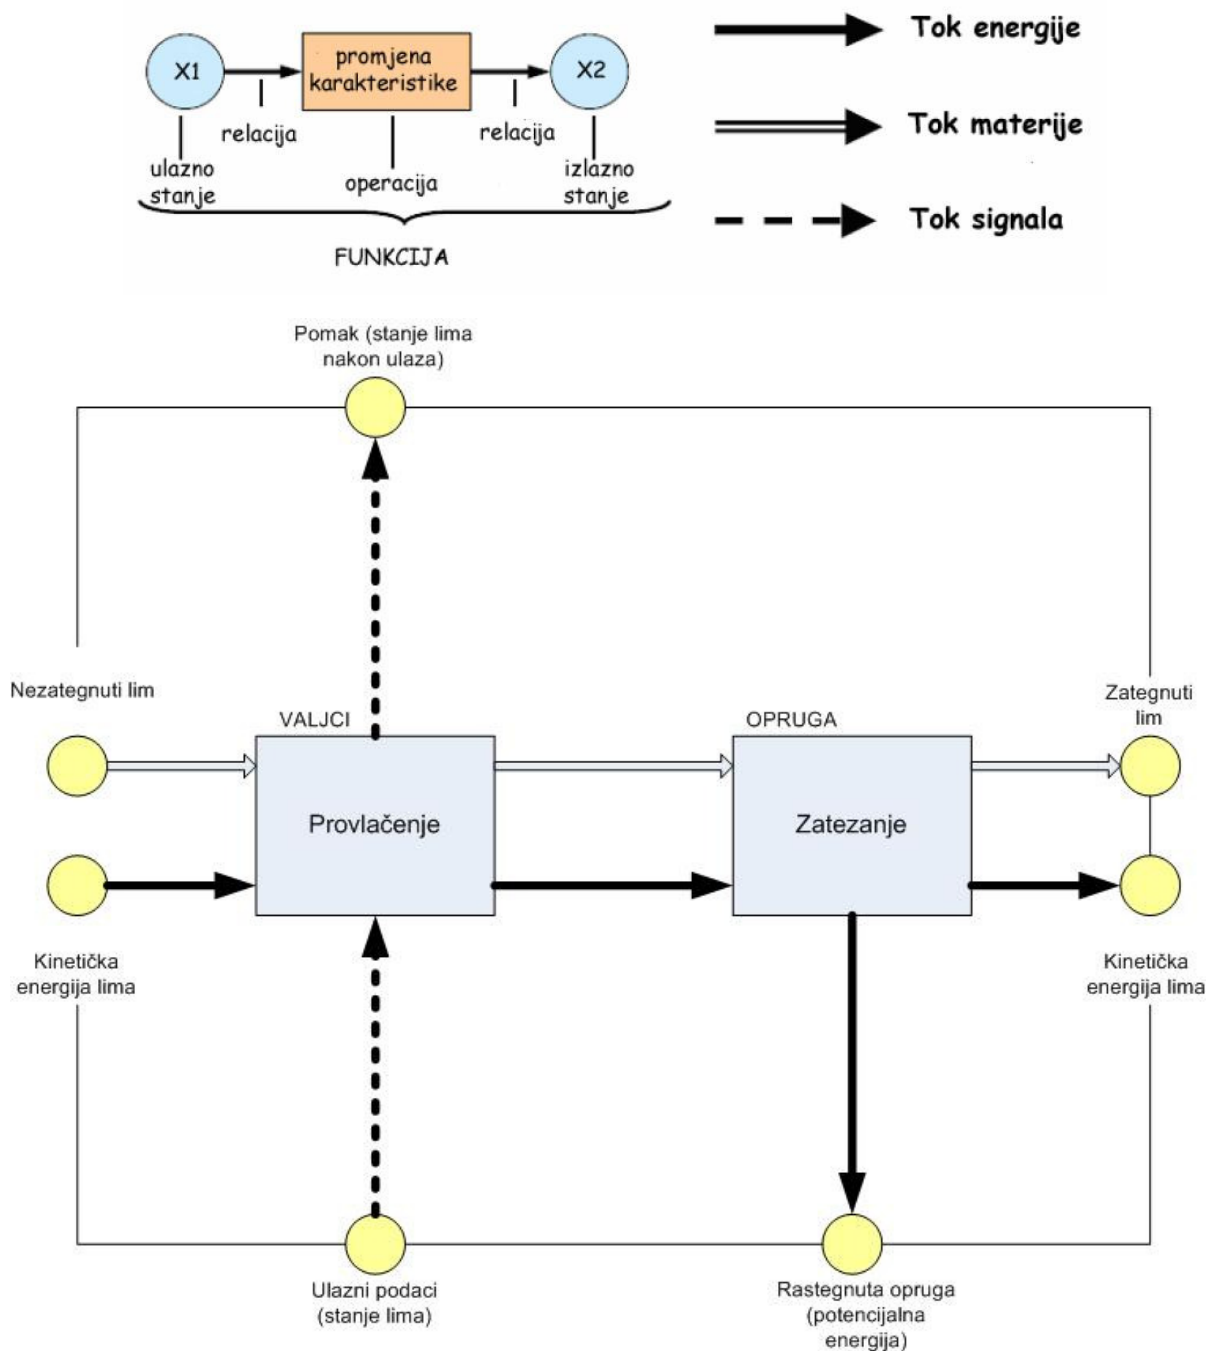 X1
promjena
karakteristike
X2
relacija
relacija
ulazno
stanje
operacija
izlazno
stanje
FUNKCIJA
Tok energije
Tok materije
Tok signala
Pomak (stanje lima
nakon ulaza)
Nezategnuti lim
VALJCI
Provlačenje
OPRUGA
Zatezanje
Zategnuti
lim
Kinetička
energija lima
Kinetička
energija lima
Ulazni podaci
(stanje lima)
Rastegnuta opruga
(potencijalna
energija)